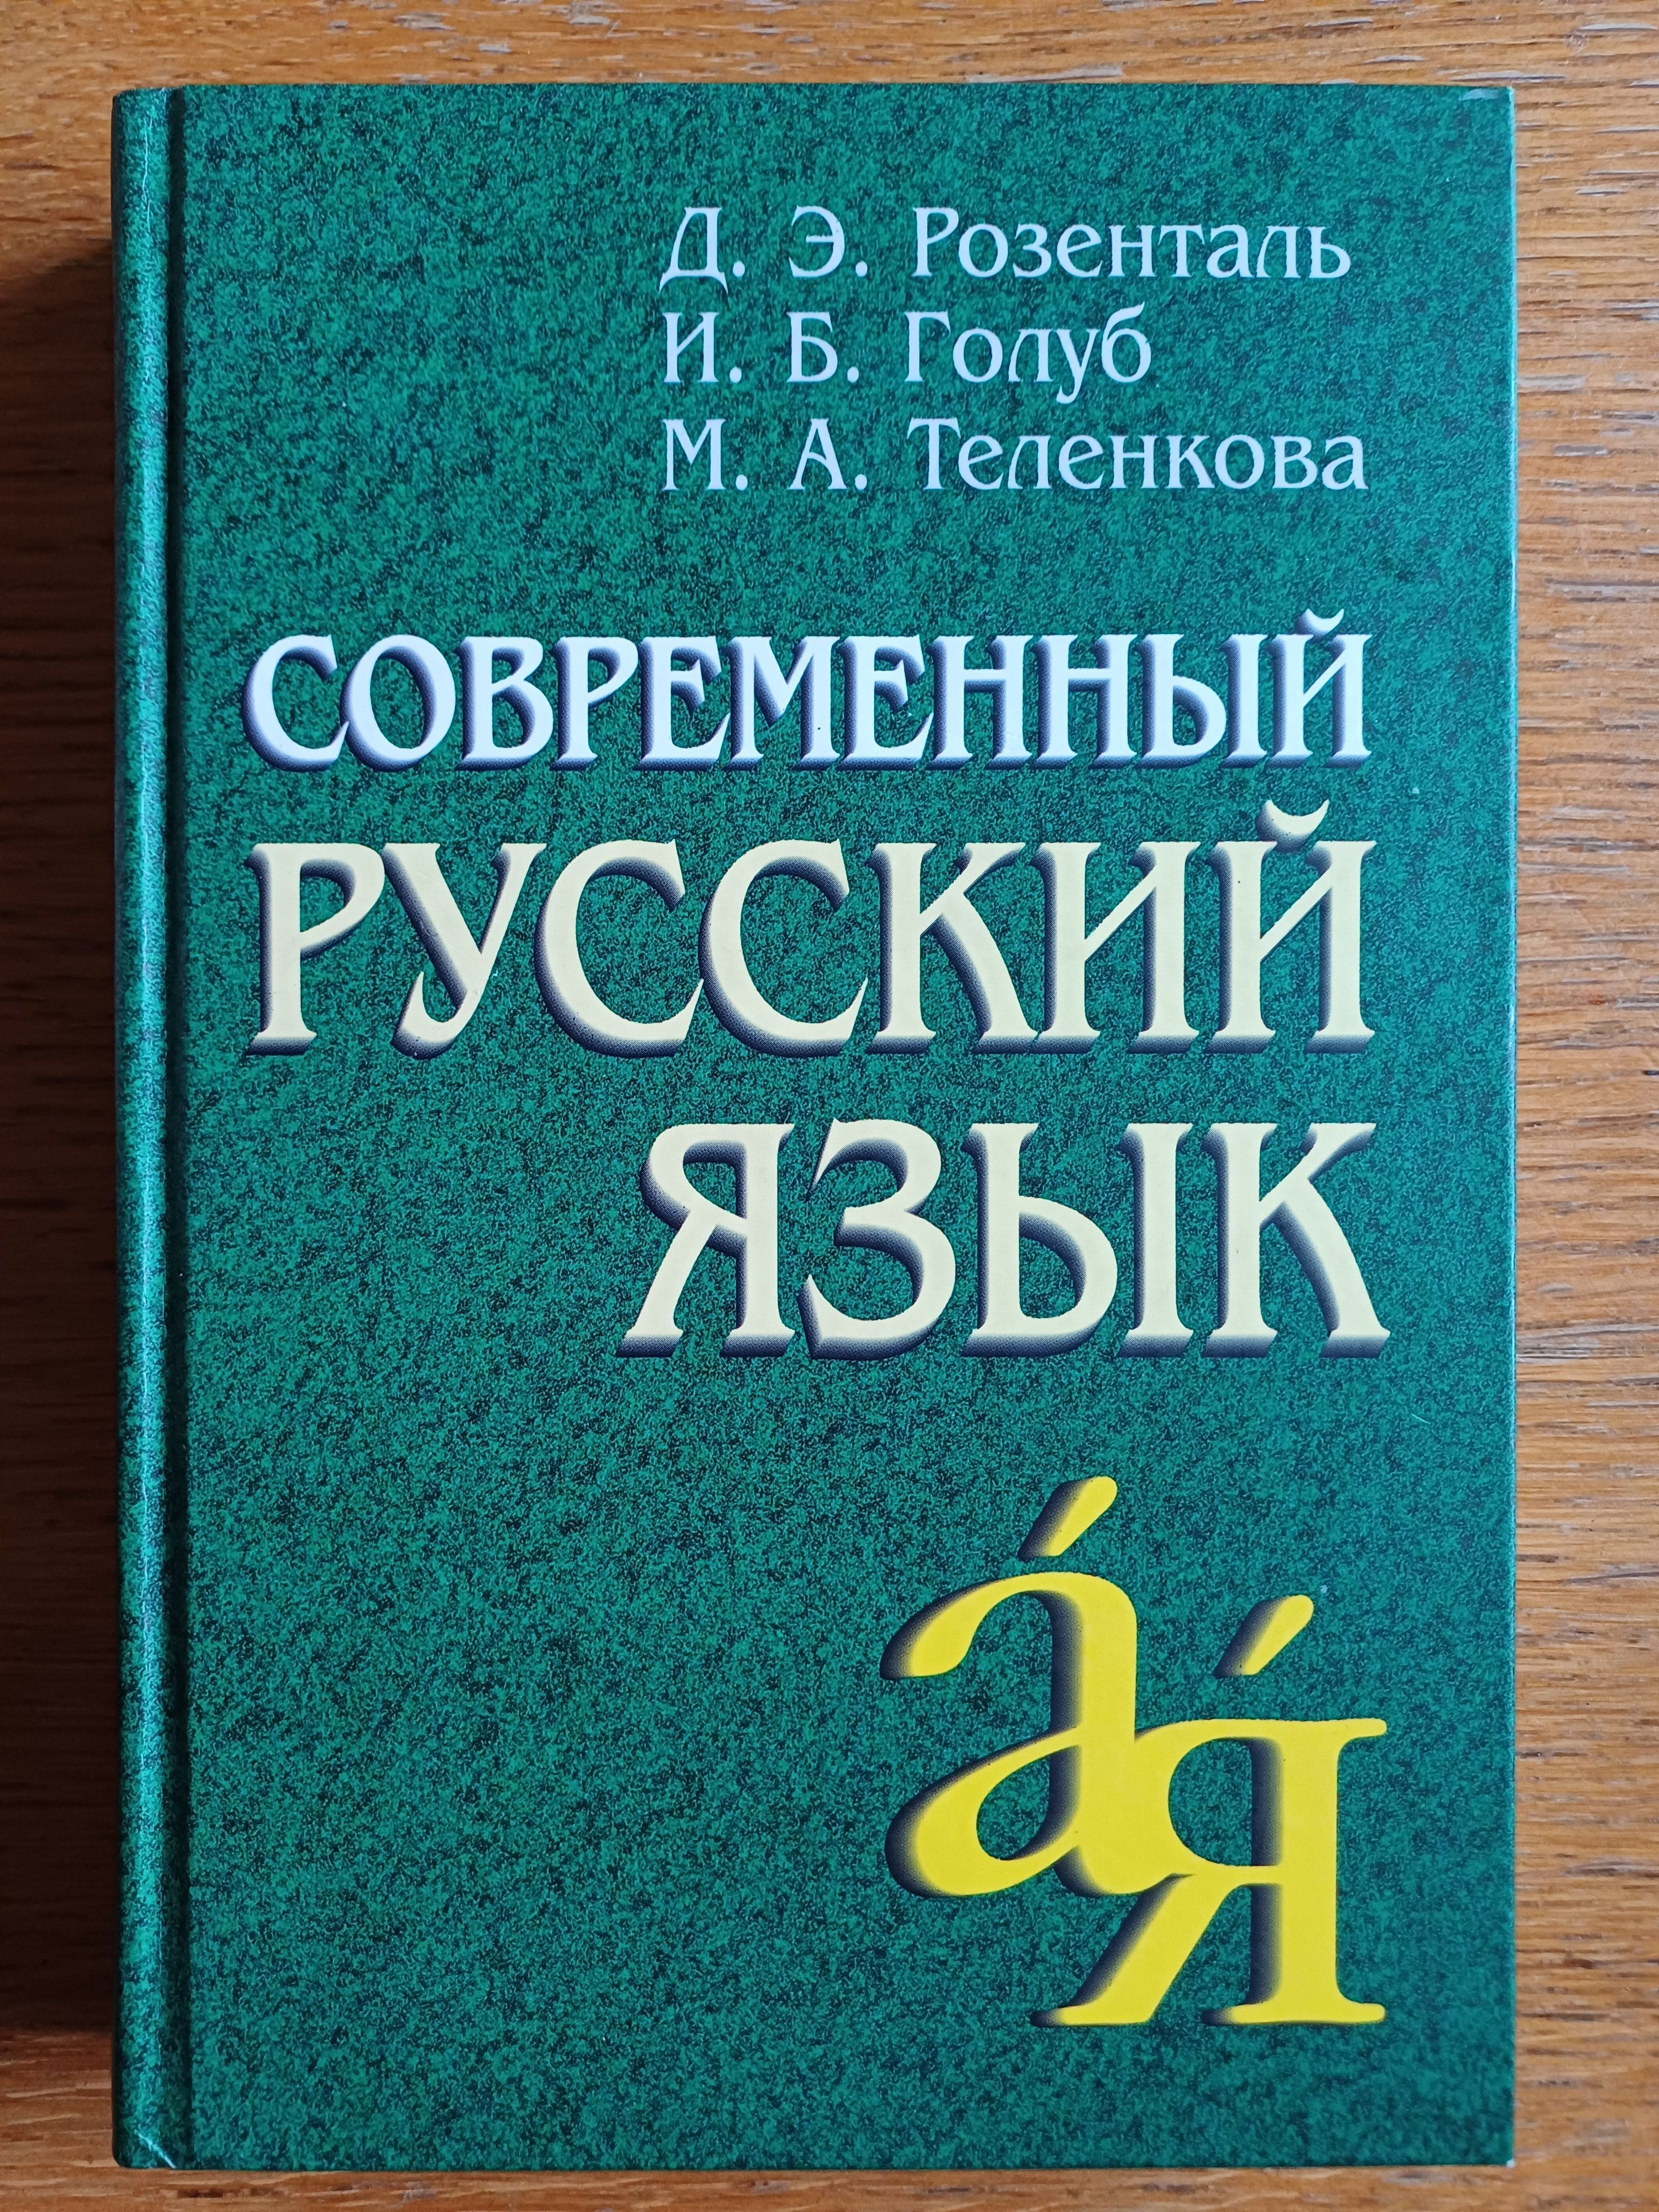 Д. Э. Розенталь
И. Б. Голуб
М. А. Теленкова
СОВРЕМЕННЫЙ
РУССКИЙ
ЯЗЫК
а́я́